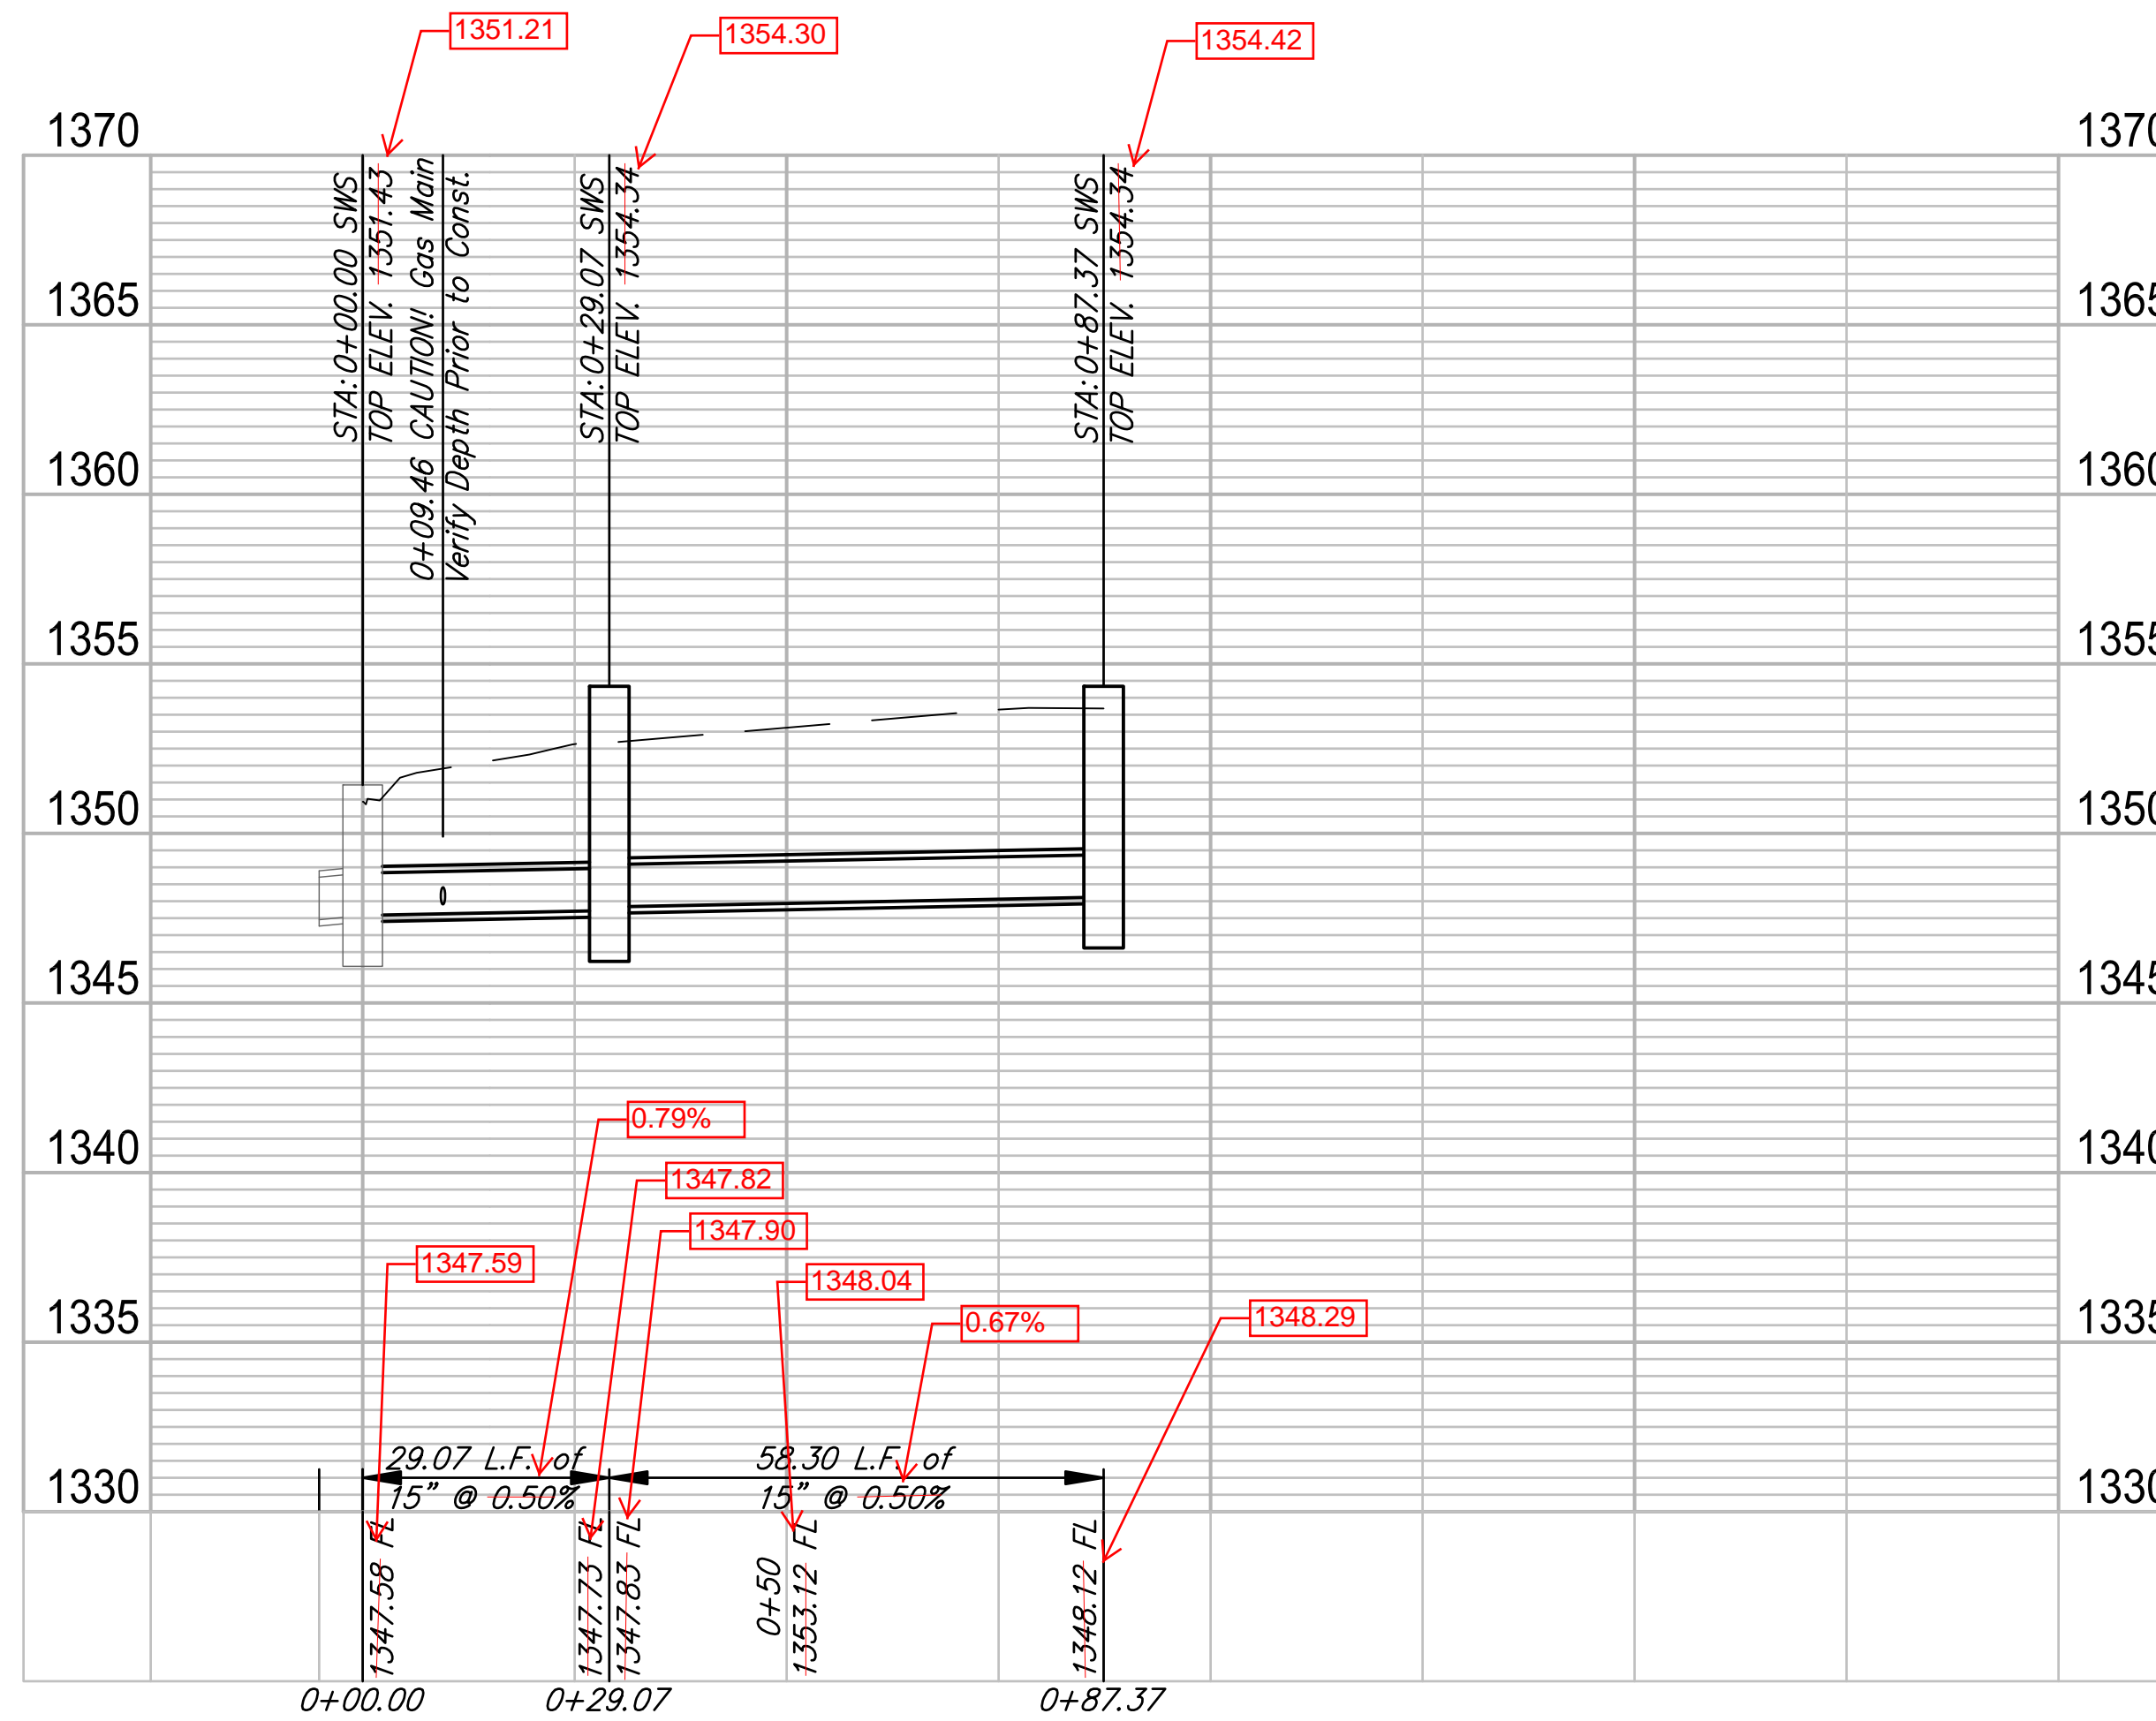 1351.21
1354.30
1354.42
1370
1370
1365
1365
1360
1360
1355
1355
1350
1350
1345
1345
1340
1340
1335
1335
1330
1330
STA:0+00.00 SWS
TOP ELEV. 1351.43
0+09.46 CAUTION! Gas Main
Verify Depth Prior to Const.
STA:0+29.07 SWS
TOP ELEV. 1354.34
STA:0+87.37 SWS
TOP ELEV. 1354.34
0.79%
1347.82
1347.90
1347.59
1348.04
0.67%
1348.29
29.07 L.F. of
15" @ 0.50%
58.30 L.F. of
15" @ 0.50%
1347.58 FL
1347.73 FL
1347.83 FL
0+50
1353.12 FL
1348.12 FL
0+00.00
0+29.07
0+87.37